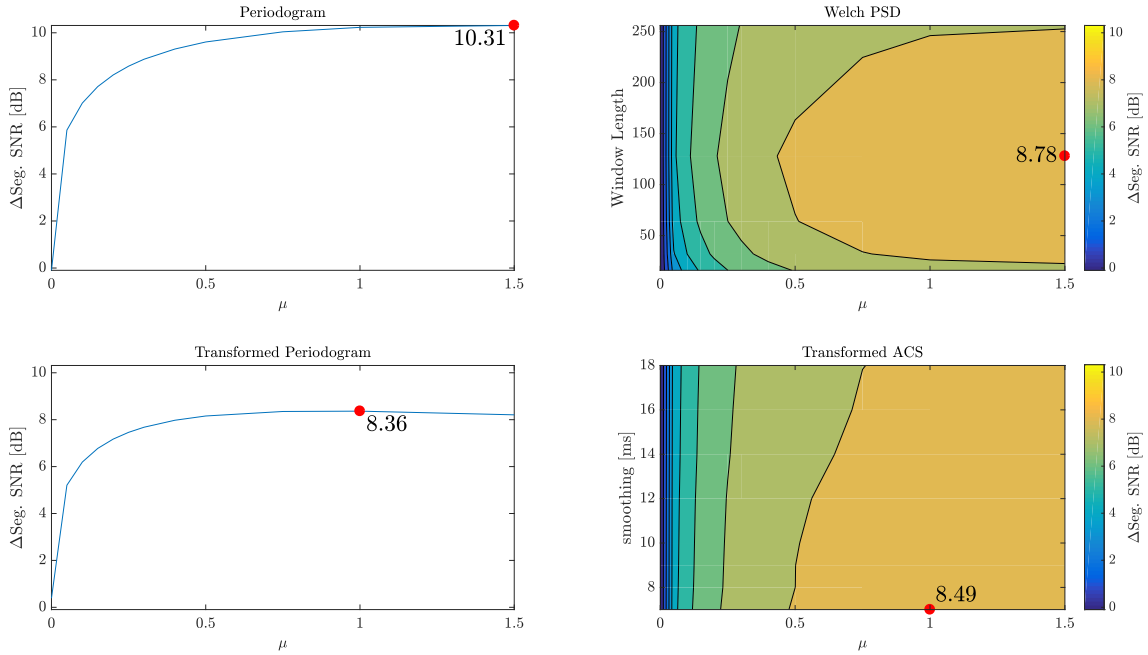 Periodogram
ΔSeg. SNR [dB]
10
8
6
4
2
0
10.31
0 0.5 1 1.5
μ
Welch PSD
Window Length
250
200
150
100
50
8.78
0 0.5 1 1.5
μ
10
8
6
4
2
0
ΔSeg. SNR [dB]
Transformed Periodogram
ΔSeg. SNR [dB]
10
8
6
4
2
0
8.36
0 0.5 1 1.5
μ
Transformed ACS
smoothing [ms]
18
16
14
12
10
8
8.49
0 0.5 1 1.5
μ
10
8
6
4
2
0
ΔSeg. SNR [dB]